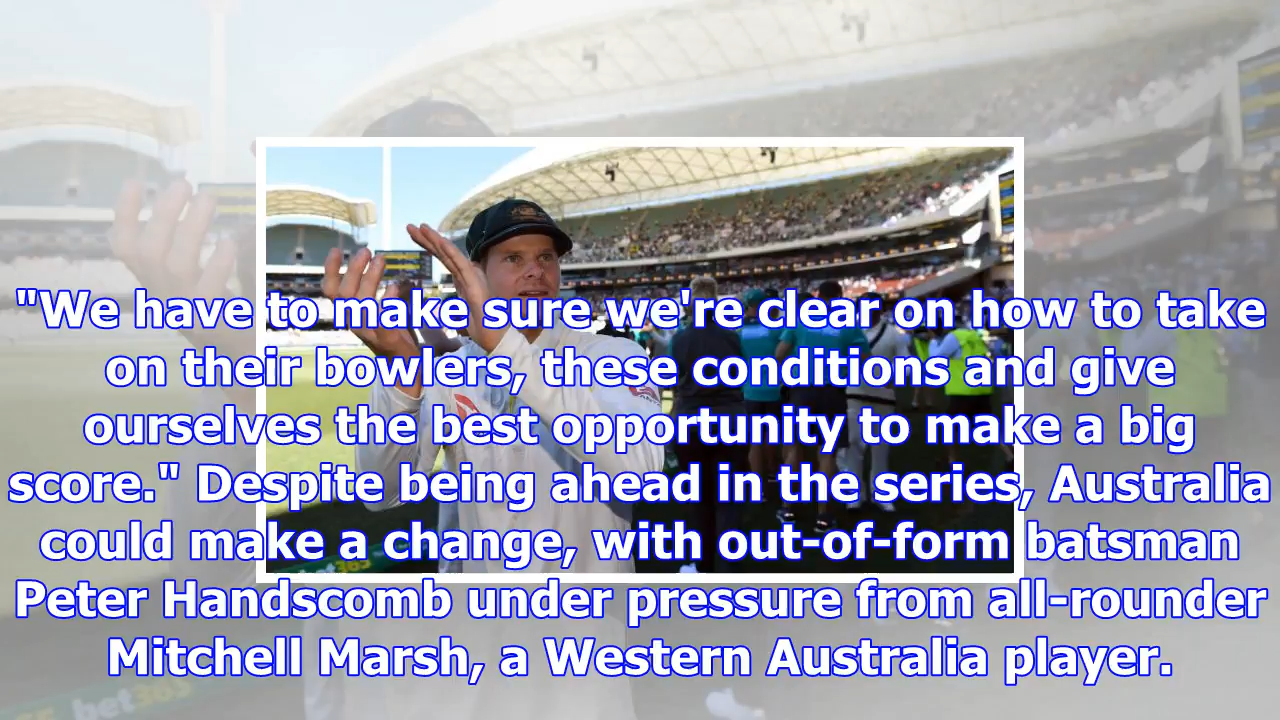 "We have to make sure we're clear on how to take
on their bowlers, these conditions and give
ourselves the best opportunity to make a big
score." Despite being ahead in the series, Australia
could make a change, with out-of-form batsman
Peter Handscomb under pressure from all-rounder
Mitchell Marsh, a Western Australia player.
bet365
bet365